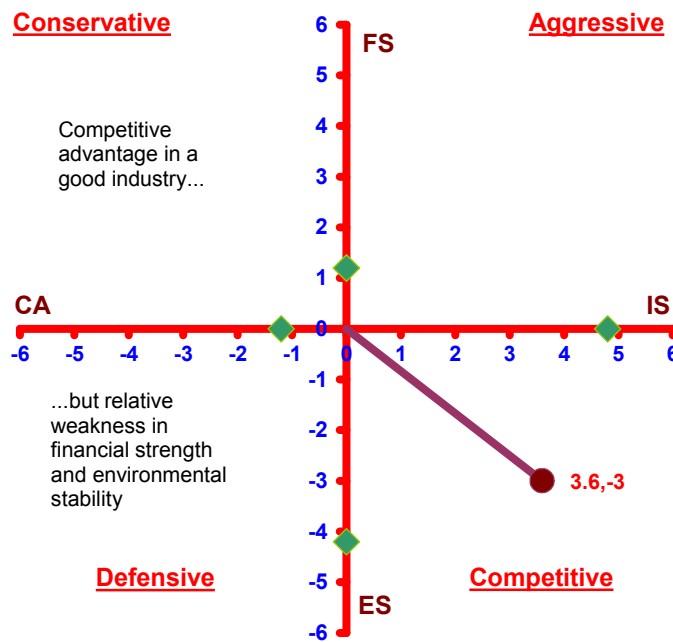 Conservative
Aggressive
6
FS
5
Competitive
advantage in a
good industry...
4
3
2
1
CA
IS
0
-6 -5 -4 -3 -2 -1 0 1 2 3 4 5 6
-1
...but relative
weakness in
financial strength
and environmental
stability
-2
-3
3.6,-3
-4
Defensive
Competitive
-5
ES
-6